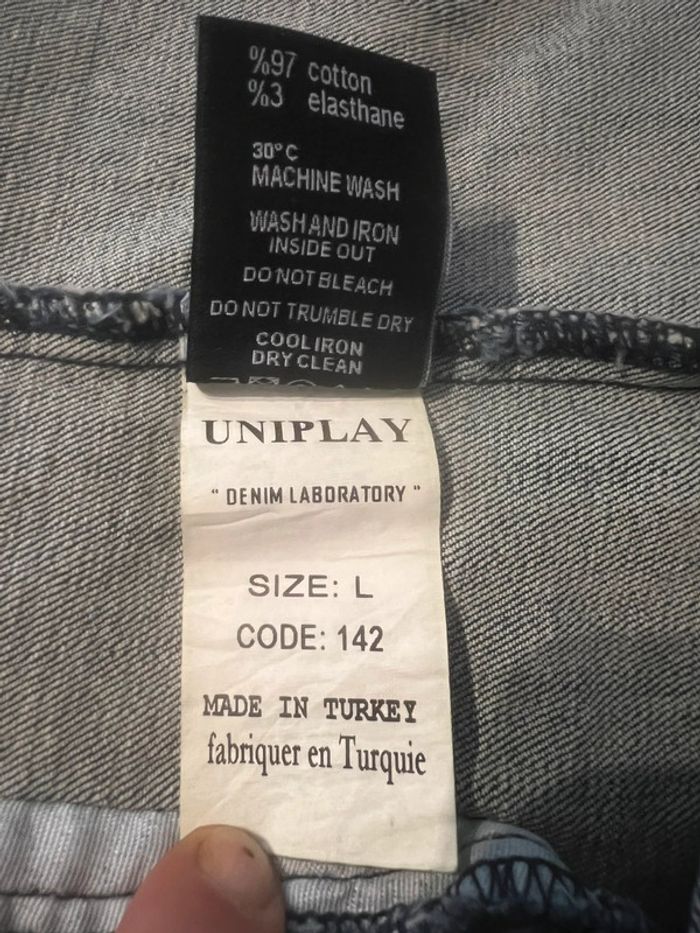 %97 cotton
%3 elasthane
30°C
MACHINE WASH
WASH AND IRON
INSIDE OUT
DO NOT BLEACH
DO NOT TRUMBLE DRY
COOL IRON
DRY CLEAN
UNIPLAY
" DENIM LABORATORY "
SIZE: L
CODE: 142
MADE IN TURKEY
fabriquer en Turquie